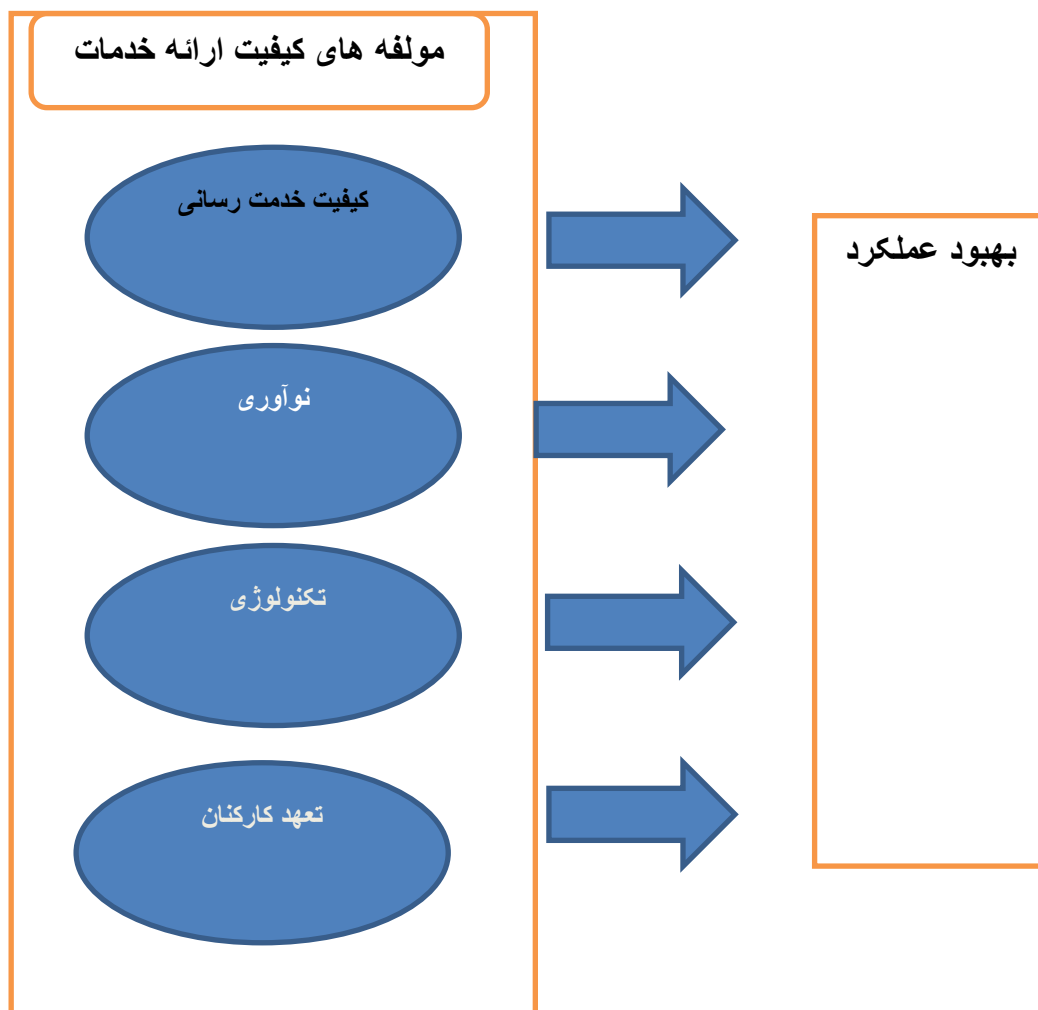 مولفه های کیفیت ارائه خدمات
کیفیت خدمت رسانی
بهبود عملکرد
نوآوری
تکنولوژی
تعهد کارکنان